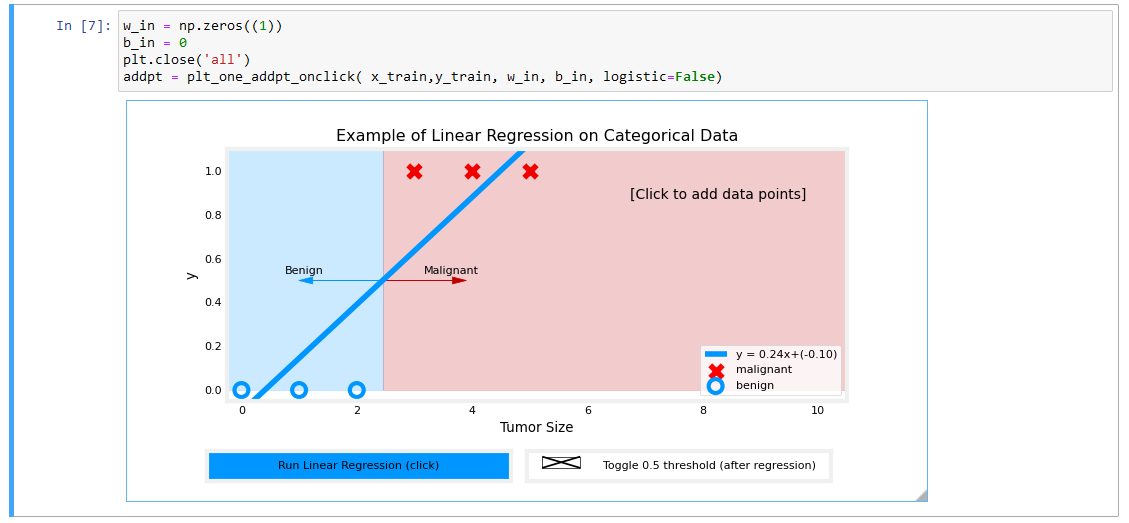 In [7]: w_in = np.zeros((1))
b_in = 0
plt.close('all')
addpt = plt_one_addpt_onclick( x_train,y_train, w_in, b_in, logistic=False)
Example of Linear Regression on Categorical Data
1.0
[Click to add data points]
0.8
0.6
Benign Malignant
y
0.4
0.2
y = 0.24x+(-0.10)
malignant
benign
0.0
0 2 4 6 8 10
Tumor Size
Run Linear Regression (click) Toggle 0.5 threshold (after regression)